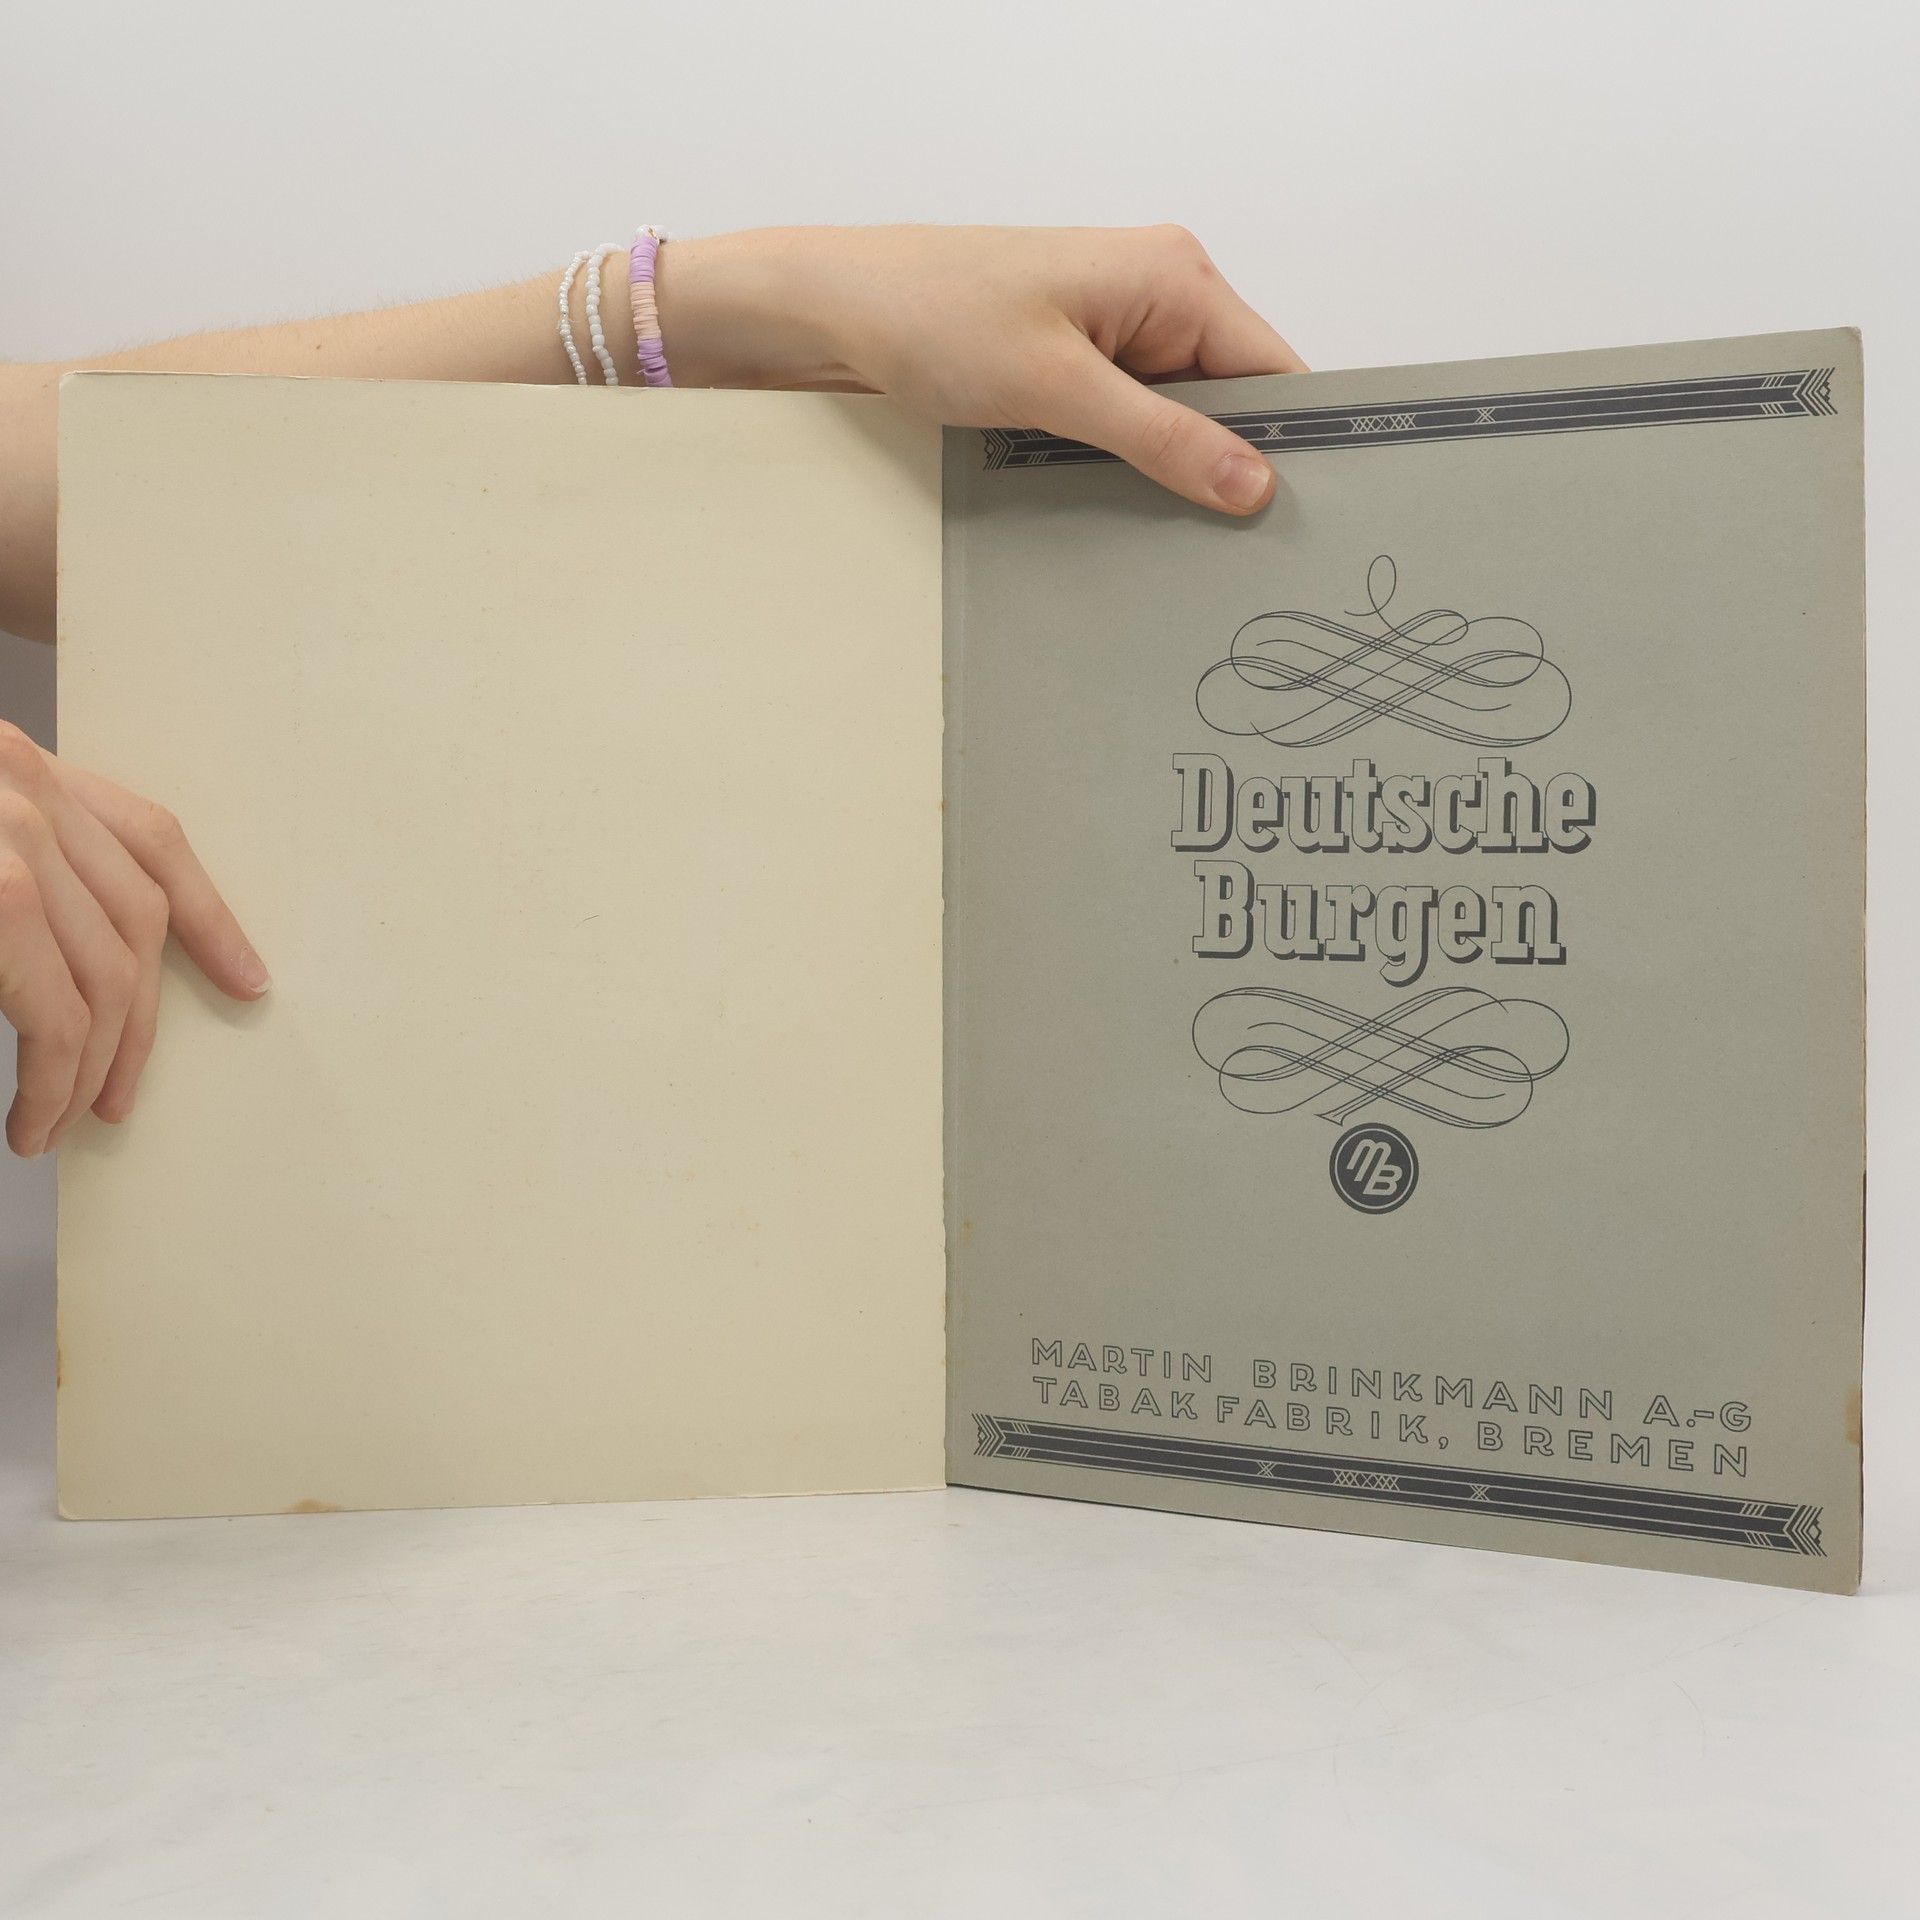 Deutsche
Burgen
MB
MARTIN BRINKMANN A.-G
TABAKFABRIK, BREMEN